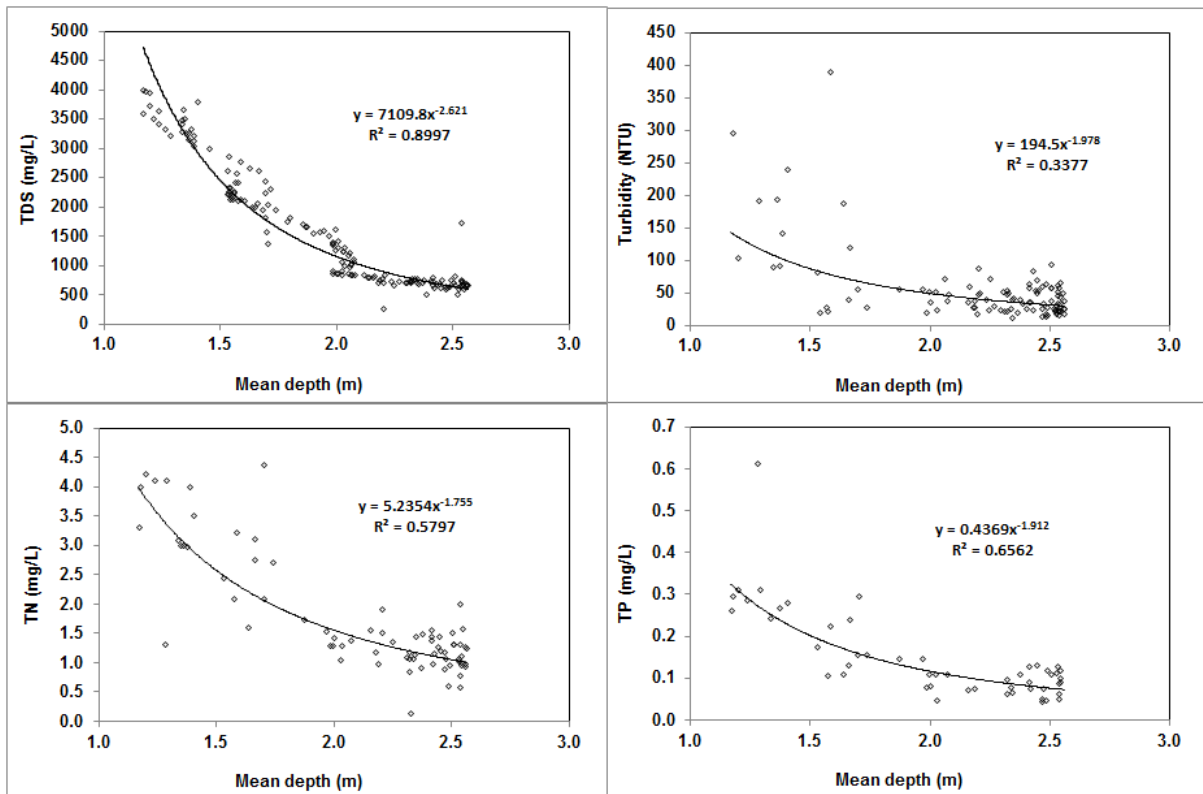 5000
4500
4000
3500
3000
2500
2000
1500
1000
500
0
TDS (mg/L)
y = 7109.8x-2.621
R² = 0.8997
1.0 1.5 2.0 2.5 3.0
Mean depth (m)
450
400
350
300
250
200
150
100
50
0
Turbidity (NTU)
y = 194.5x-1.978
R² = 0.3377
1.0 1.5 2.0 2.5 3.0
Mean depth (m)
5.0
4.5
4.0
3.5
3.0
2.5
2.0
1.5
1.0
0.5
0.0
TN (mg/L)
y = 5.2354x-1.755
R² = 0.5797
1.0 1.5 2.0 2.5 3.0
Mean depth (m)
0.7
0.6
0.5
0.4
0.3
0.2
0.1
0.0
TP (mg/L)
y = 0.4369x-1.912
R² = 0.6562
1.0 1.5 2.0 2.5 3.0
Mean depth (m)